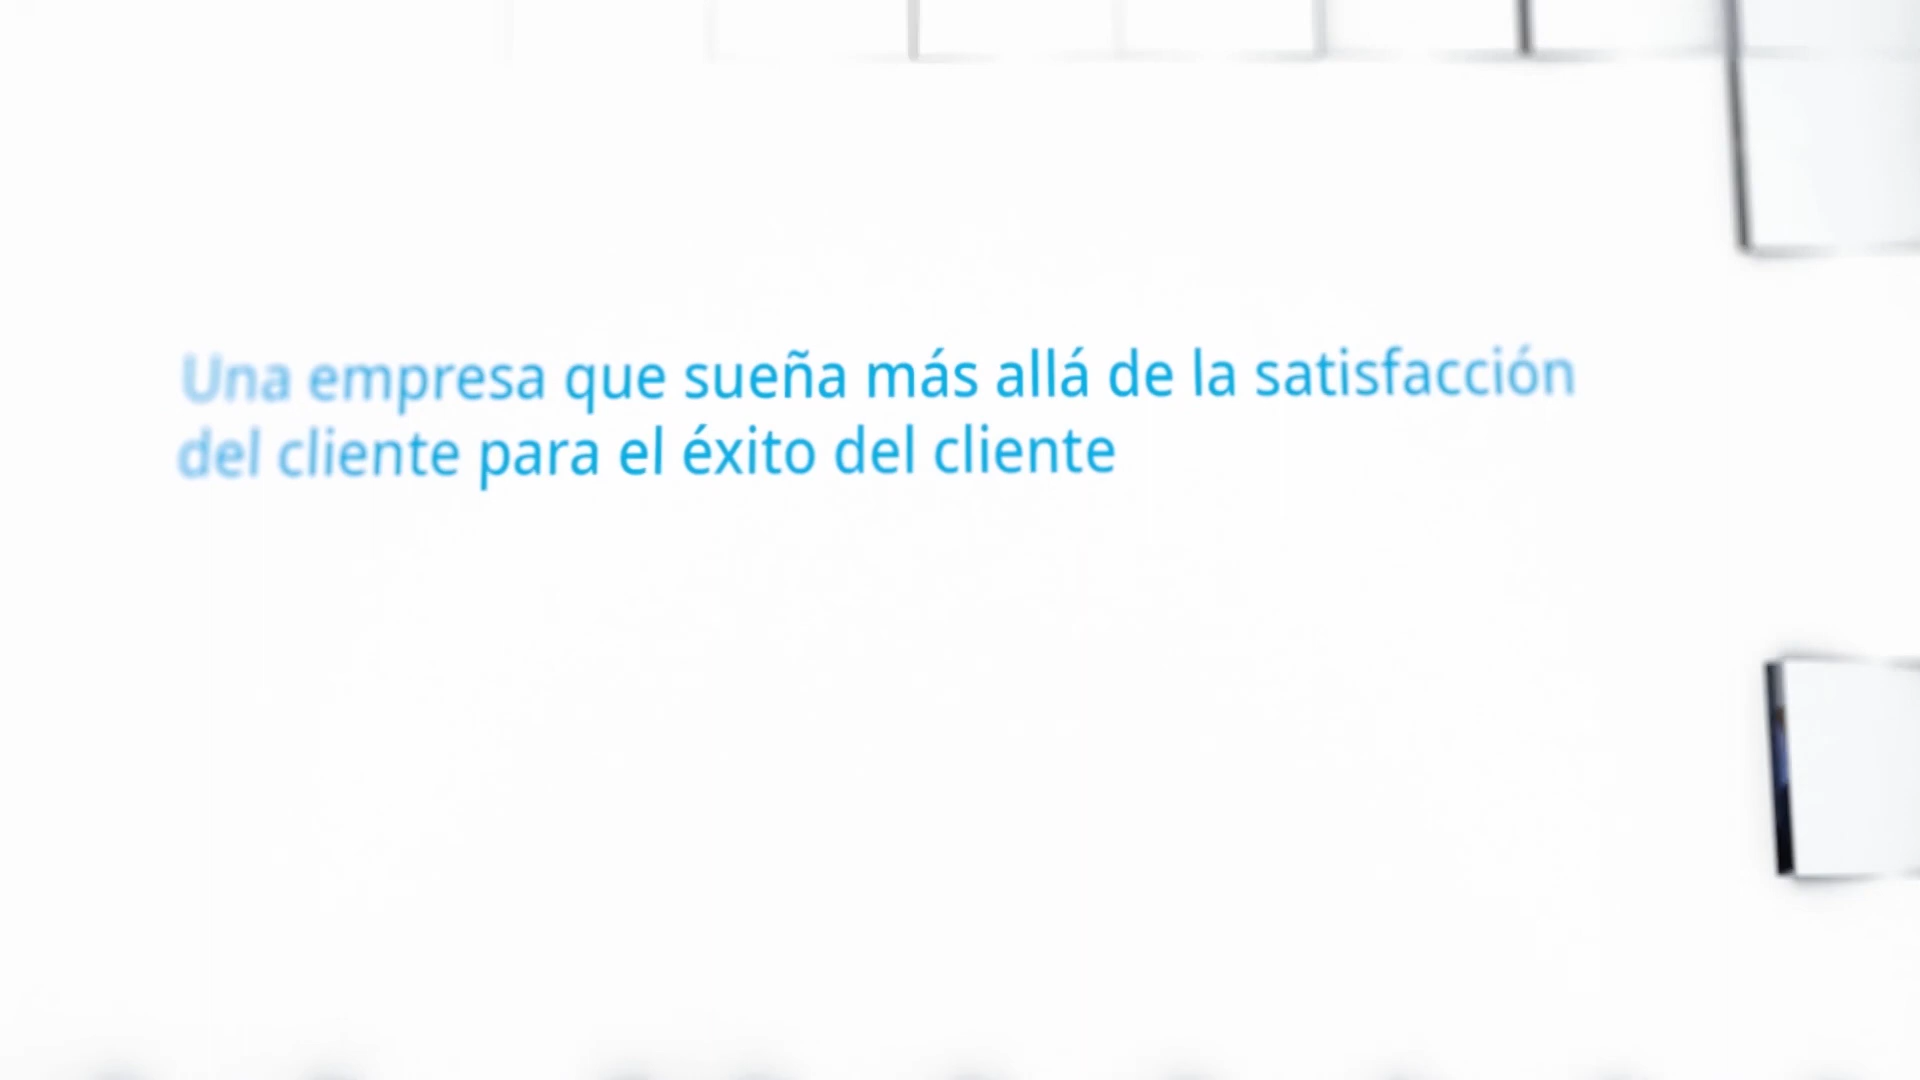 Una empresa que sueña más allá de la satisfacción
del cliente para el éxito del cliente